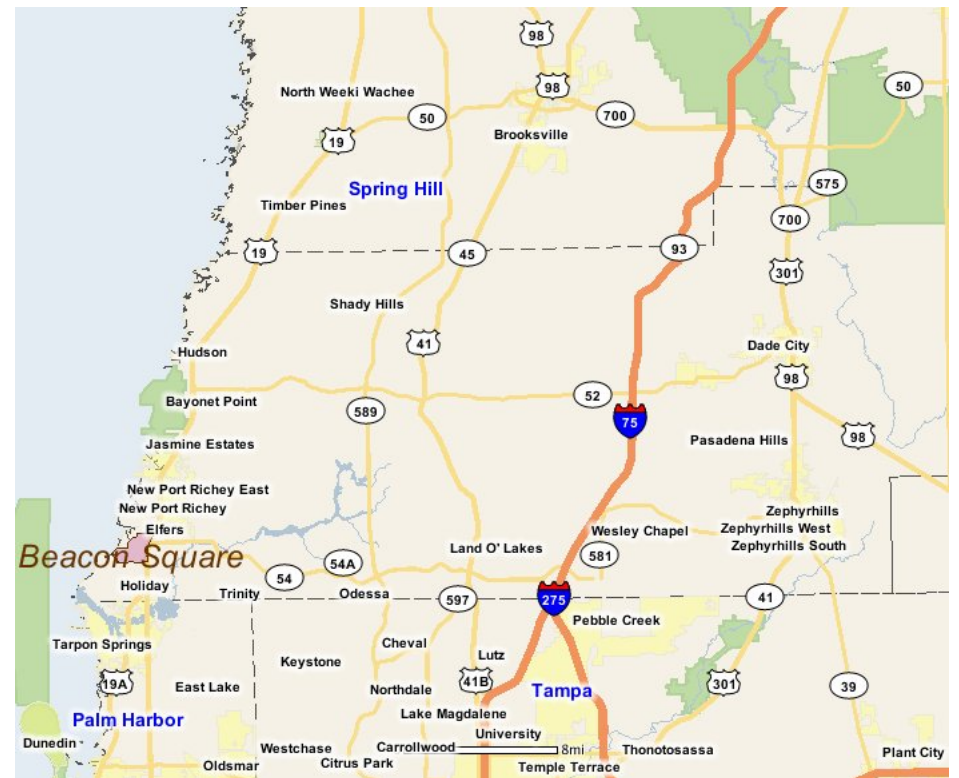 98
North Weeki Wachee
98
50
50
700
19
Brooksville
Spring Hill
575
Timber Pines
700
19
45
93
301
Shady Hills
41
Dade City
Hudson
98
52
Bayonet Point
589
75
98
Jasmine Estates
Pasadena Hills
New Port Richey East
New Port Richey
Zephyrhills
Elfers
Wesley Chapel
Zephyrhills West
Zephyrhills South
Beacon Square
Land O' Lakes
581
54A
54
Holiday
Trinity
Odessa
597
275
41
Pebble Creek
Tarpon Springs
Cheval
Lutz
Keystone
19A
East Lake
Northdale
41B
Tampa
301
39
Palm Harbor
Lake Magdalene
University
Dunedin
Westchase
Carrollwood
8mi
Thonotosassa
Plant City
Oldsmar
Citrus Park
Temple Terrace